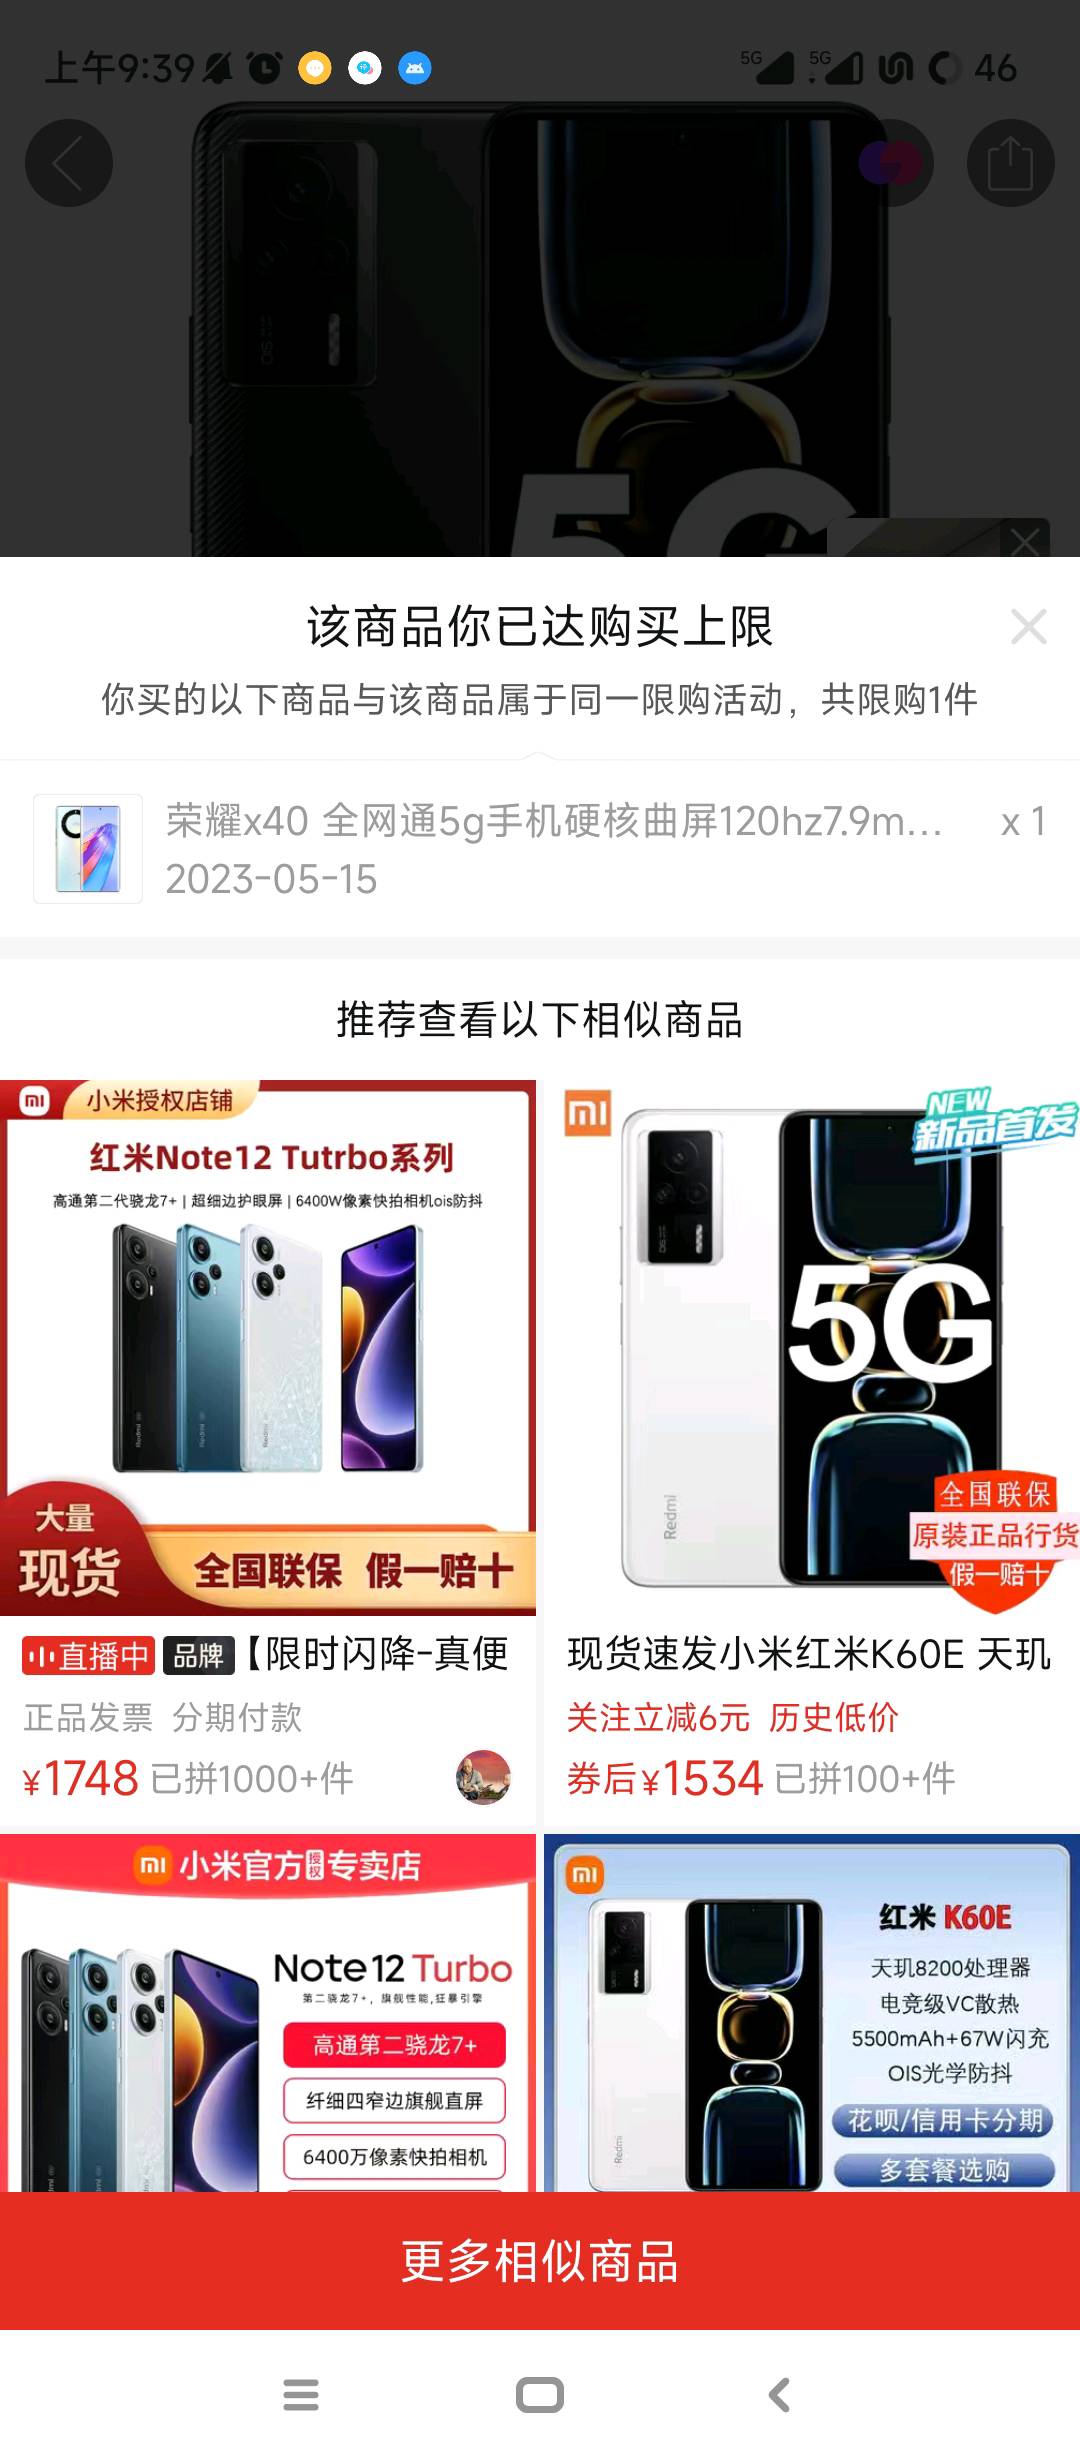 上午9:39
5G
5G
46
5G
该商品你已达购买上限
你买的以下商品与该商品属于同一限购活动，共限购1件
荣耀x40 全网通5g手机硬核曲屏120hz7.9m...
x 1
2023-05-15
推荐查看以下相似商品
小米授权店铺
红米Note12 Tutrbo系列
高通第二代骁龙7+ | 超细边护眼屏 | 6400W像素快拍相机ois防抖
大量
现货
全国联保 假一赔十
NEW
新品首发
5G
Redmi
全国联保
原装正品行货
假一赔十
直播中 品牌 【限时闪降-真便
正品发票 分期付款
¥1748 已拼1000+件
现货速发小米红米K60E 天玑
关注立减6元 历史低价
券后¥1534 已拼100+件
小米官方授权专卖店
Note12 Turbo
第二骁龙7+，旗舰性能,狂暴引擎
高通第二骁龙7+
纤细四窄边旗舰直屏
6400万像素快拍相机
红米 K60E
天玑8200处理器
电竞级VC散热
5500mAh+67W闪充
OIS光学防抖
花呗/信用卡分期
多套餐选购
Redmi
更多相似商品